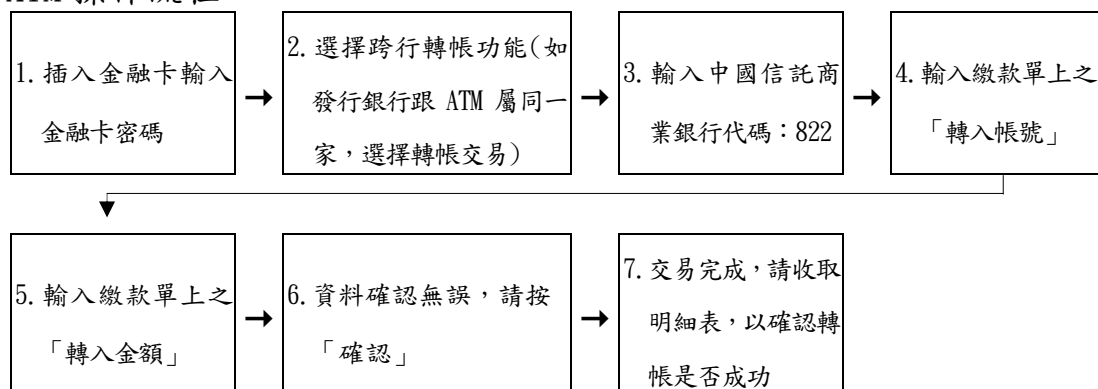 ATM 操作流程
1. 插入金融卡輸入
金融卡密碼
2. 選擇跨行轉帳功能(如
發行銀行跟 ATM 屬同一
家，選擇轉帳交易)
3. 輸入中國信託商
業銀行代碼：822
4. 輸入繳款單上之
「轉入帳號」
5. 輸入繳款單上之
「轉入金額」
6. 資料確認無誤，請按
「確認」
7. 交易完成，請收取
明細表，以確認轉
帳是否成功